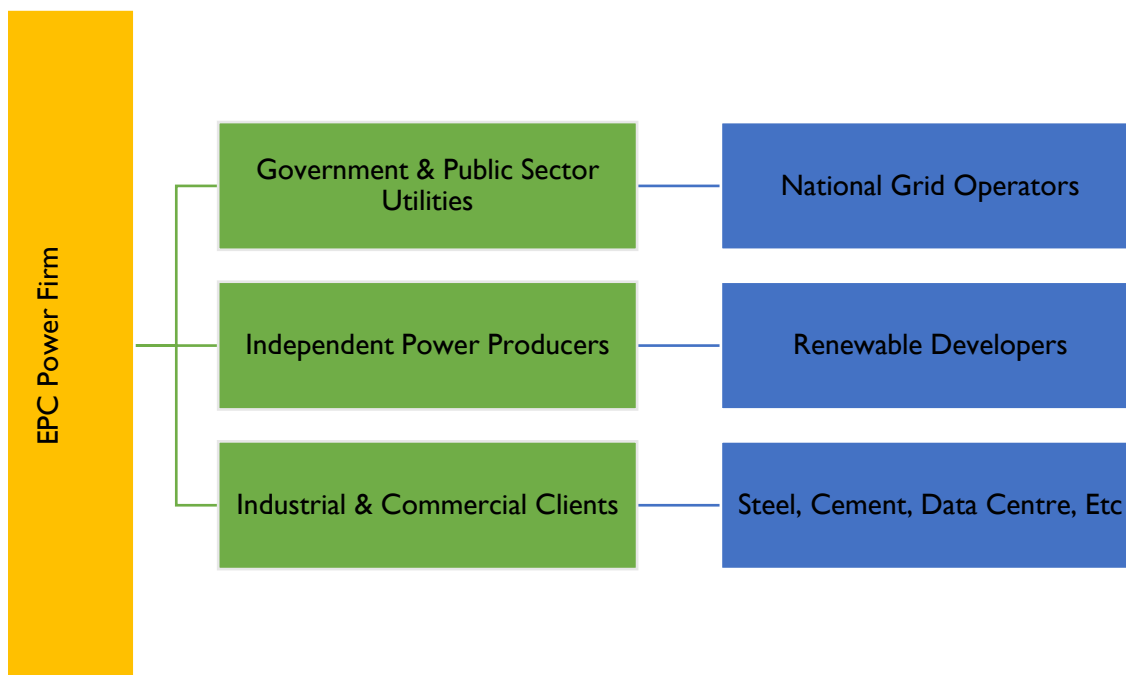 EPC Power Firm
Government & Public Sector
Utilities
National Grid Operators
Independent Power Producers
Renewable Developers
Industrial & Commercial Clients
Steel, Cement, Data Centre, Etc